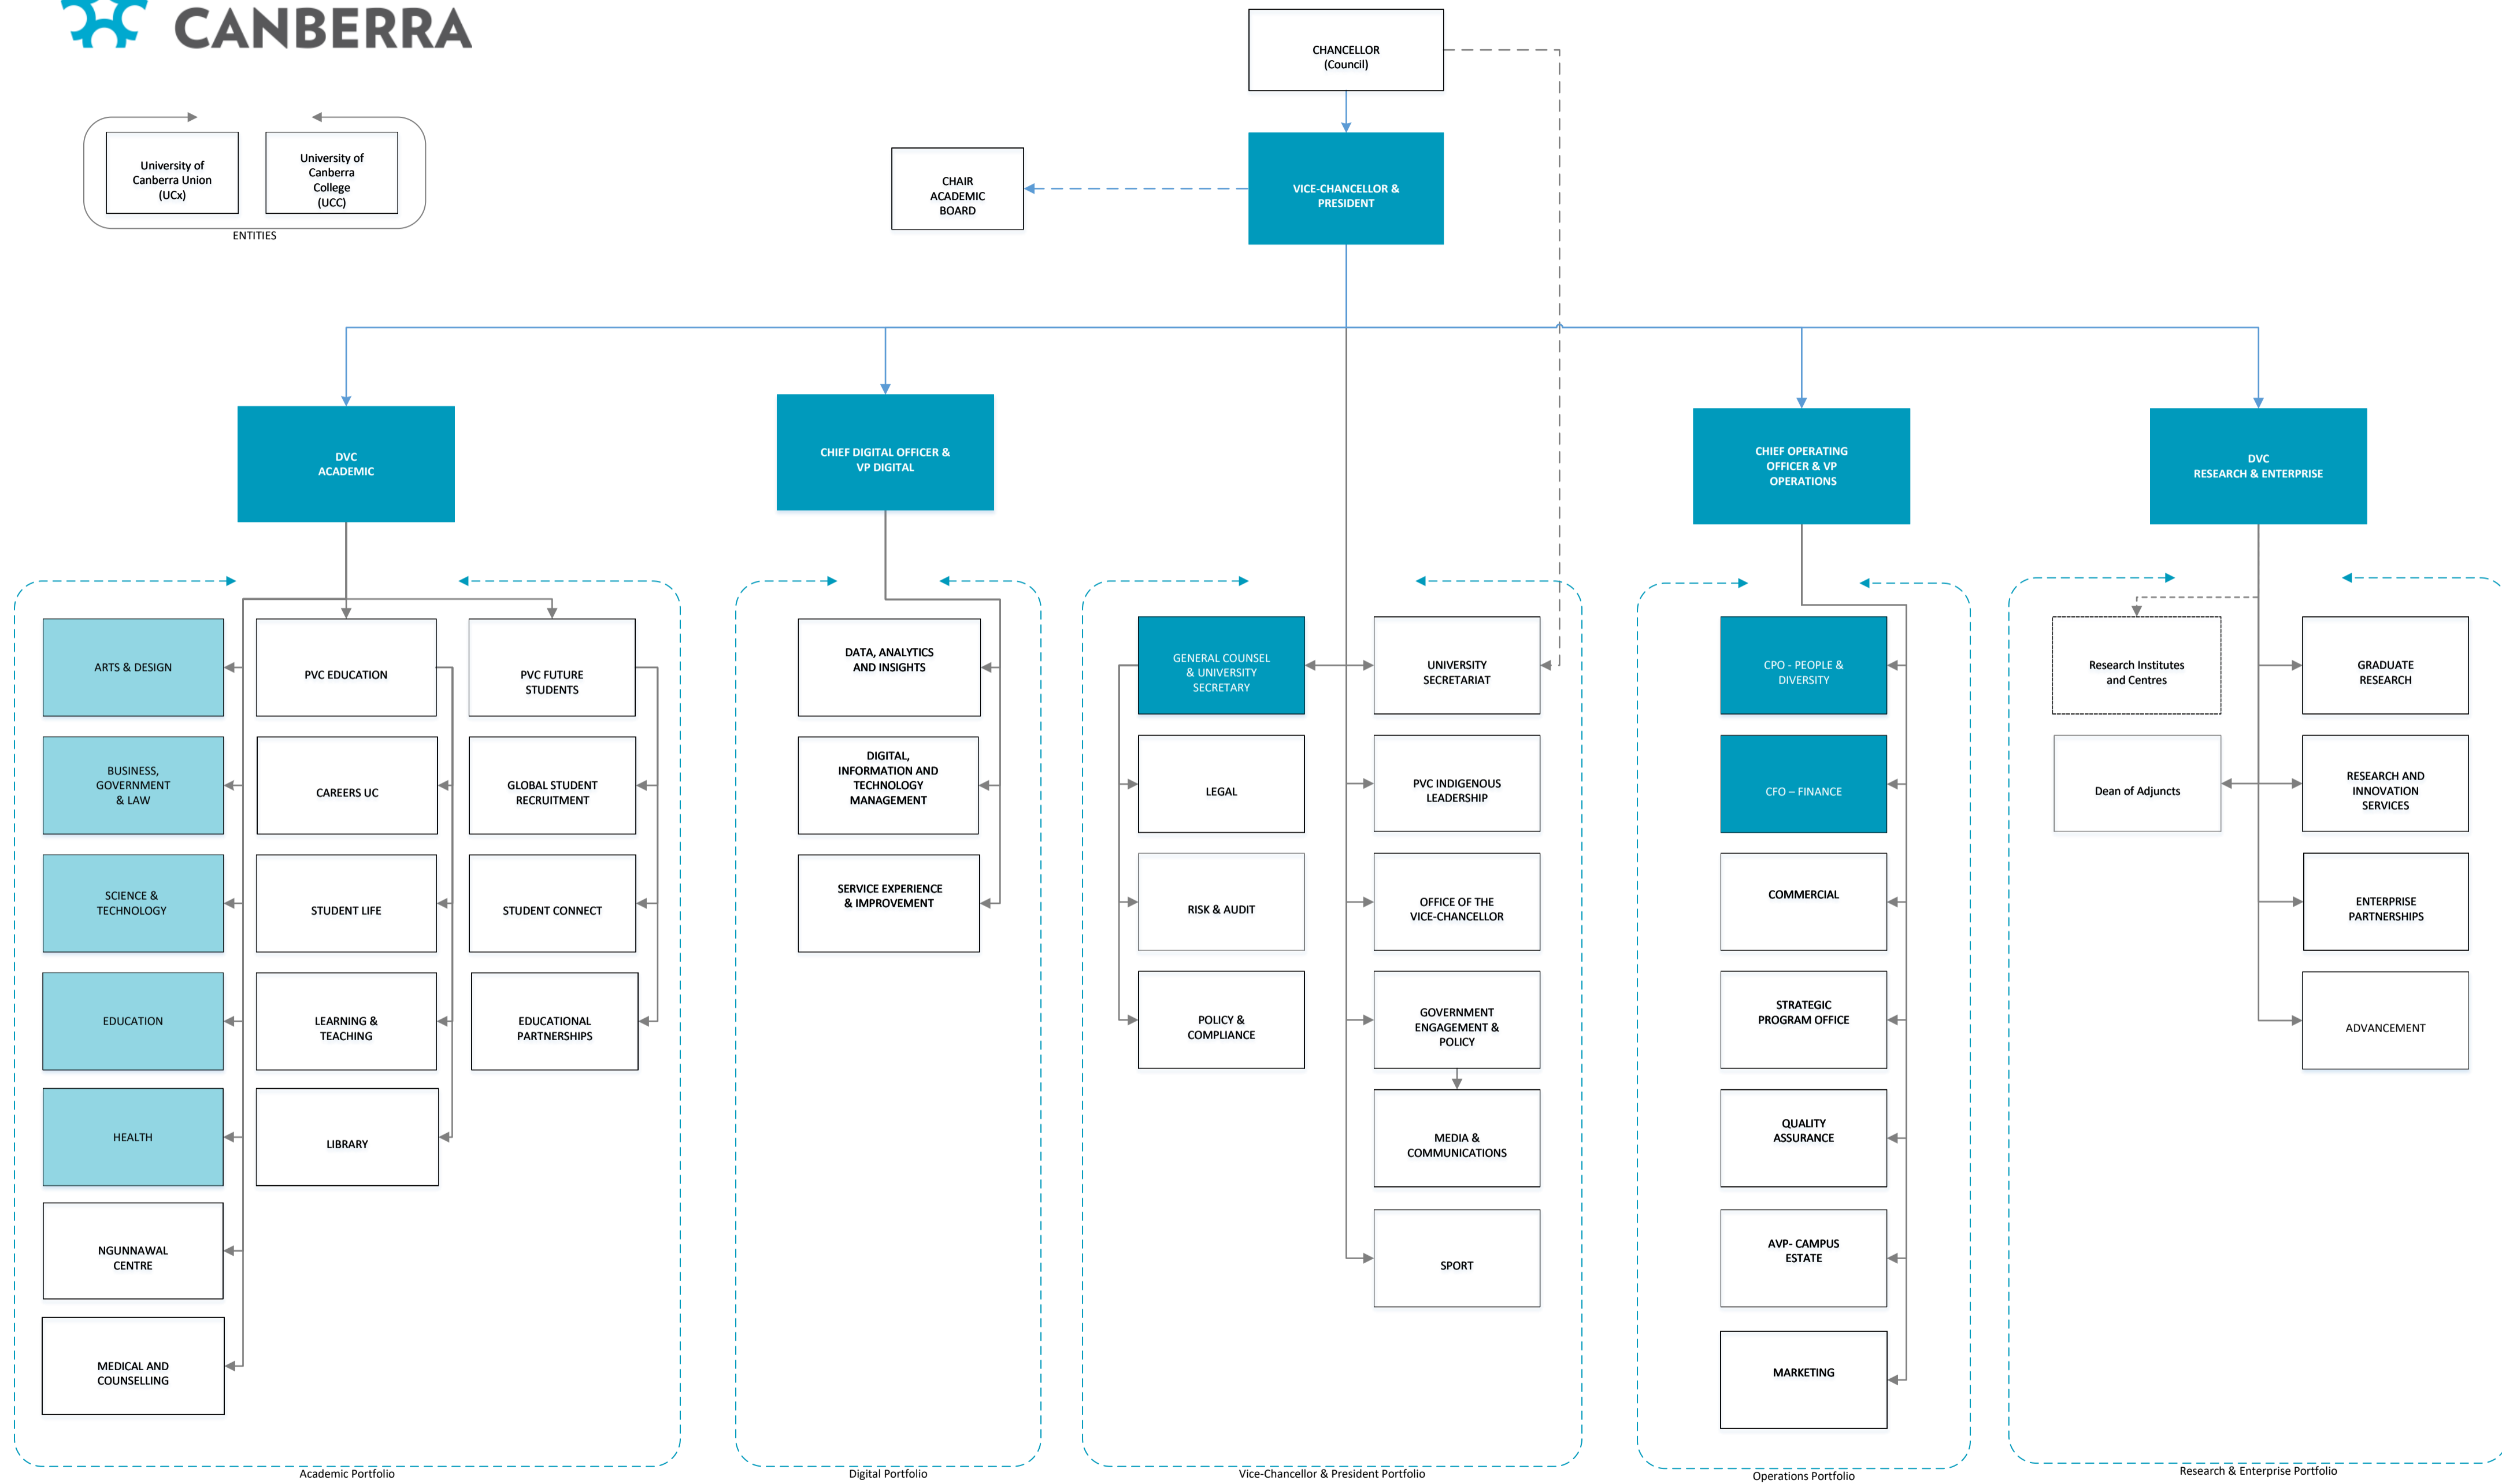 CANBERRA
CHANCELLOR
(Council)
University of
Canberra Union
(UCx)
University of
Canberra
College
(UCC)
ENTITIES
CHAIR
ACADEMIC
BOARD
VICE-CHANCELLOR &
PRESIDENT
DVC
ACADEMIC
CHIEF DIGITAL OFFICER &
VP DIGITAL
CHIEF OPERATING
OFFICER & VP
OPERATIONS
DVC
RESEARCH & ENTERPRISE
ARTS & DESIGN
BUSINESS,
GOVERNMENT
& LAW
SCIENCE &
TECHNOLOGY
EDUCATION
HEALTH
NGUNNAWAL
CENTRE
MEDICAL AND
COUNSELLING
PVC EDUCATION
CAREERS UC
STUDENT LIFE
LEARNING &
TEACHING
LIBRARY
PVC FUTURE
STUDENTS
GLOBAL STUDENT
RECRUITMENT
STUDENT CONNECT
EDUCATIONAL
PARTNERSHIPS
Academic Portfolio
DATA, ANALYTICS
AND INSIGHTS
DIGITAL,
INFORMATION AND
TECHNOLOGY
MANAGEMENT
SERVICE EXPERIENCE
& IMPROVEMENT
Digital Portfolio
GENERAL COUNSEL
& UNIVERSITY
SECRETARY
LEGAL
RISK & AUDIT
POLICY &
COMPLIANCE
UNIVERSITY
SECRETARIAT
PVC INDIGENOUS
LEADERSHIP
OFFICE OF THE
VICE-CHANCELLOR
GOVERNMENT
ENGAGEMENT &
POLICY
MEDIA &
COMMUNICATIONS
SPORT
Vice-Chancellor & President Portfolio
CPO - PEOPLE &
DIVERSITY
CFO – FINANCE
COMMERCIAL
STRATEGIC
PROGRAM OFFICE
QUALITY
ASSURANCE
AVP- CAMPUS
ESTATE
MARKETING
Operations Portfolio
Research Institutes
and Centres
Dean of Adjuncts
GRADUATE
RESEARCH
RESEARCH AND
INNOVATION
SERVICES
ENTERPRISE
PARTNERSHIPS
ADVANCEMENT
Research & Enterprise Portfolio